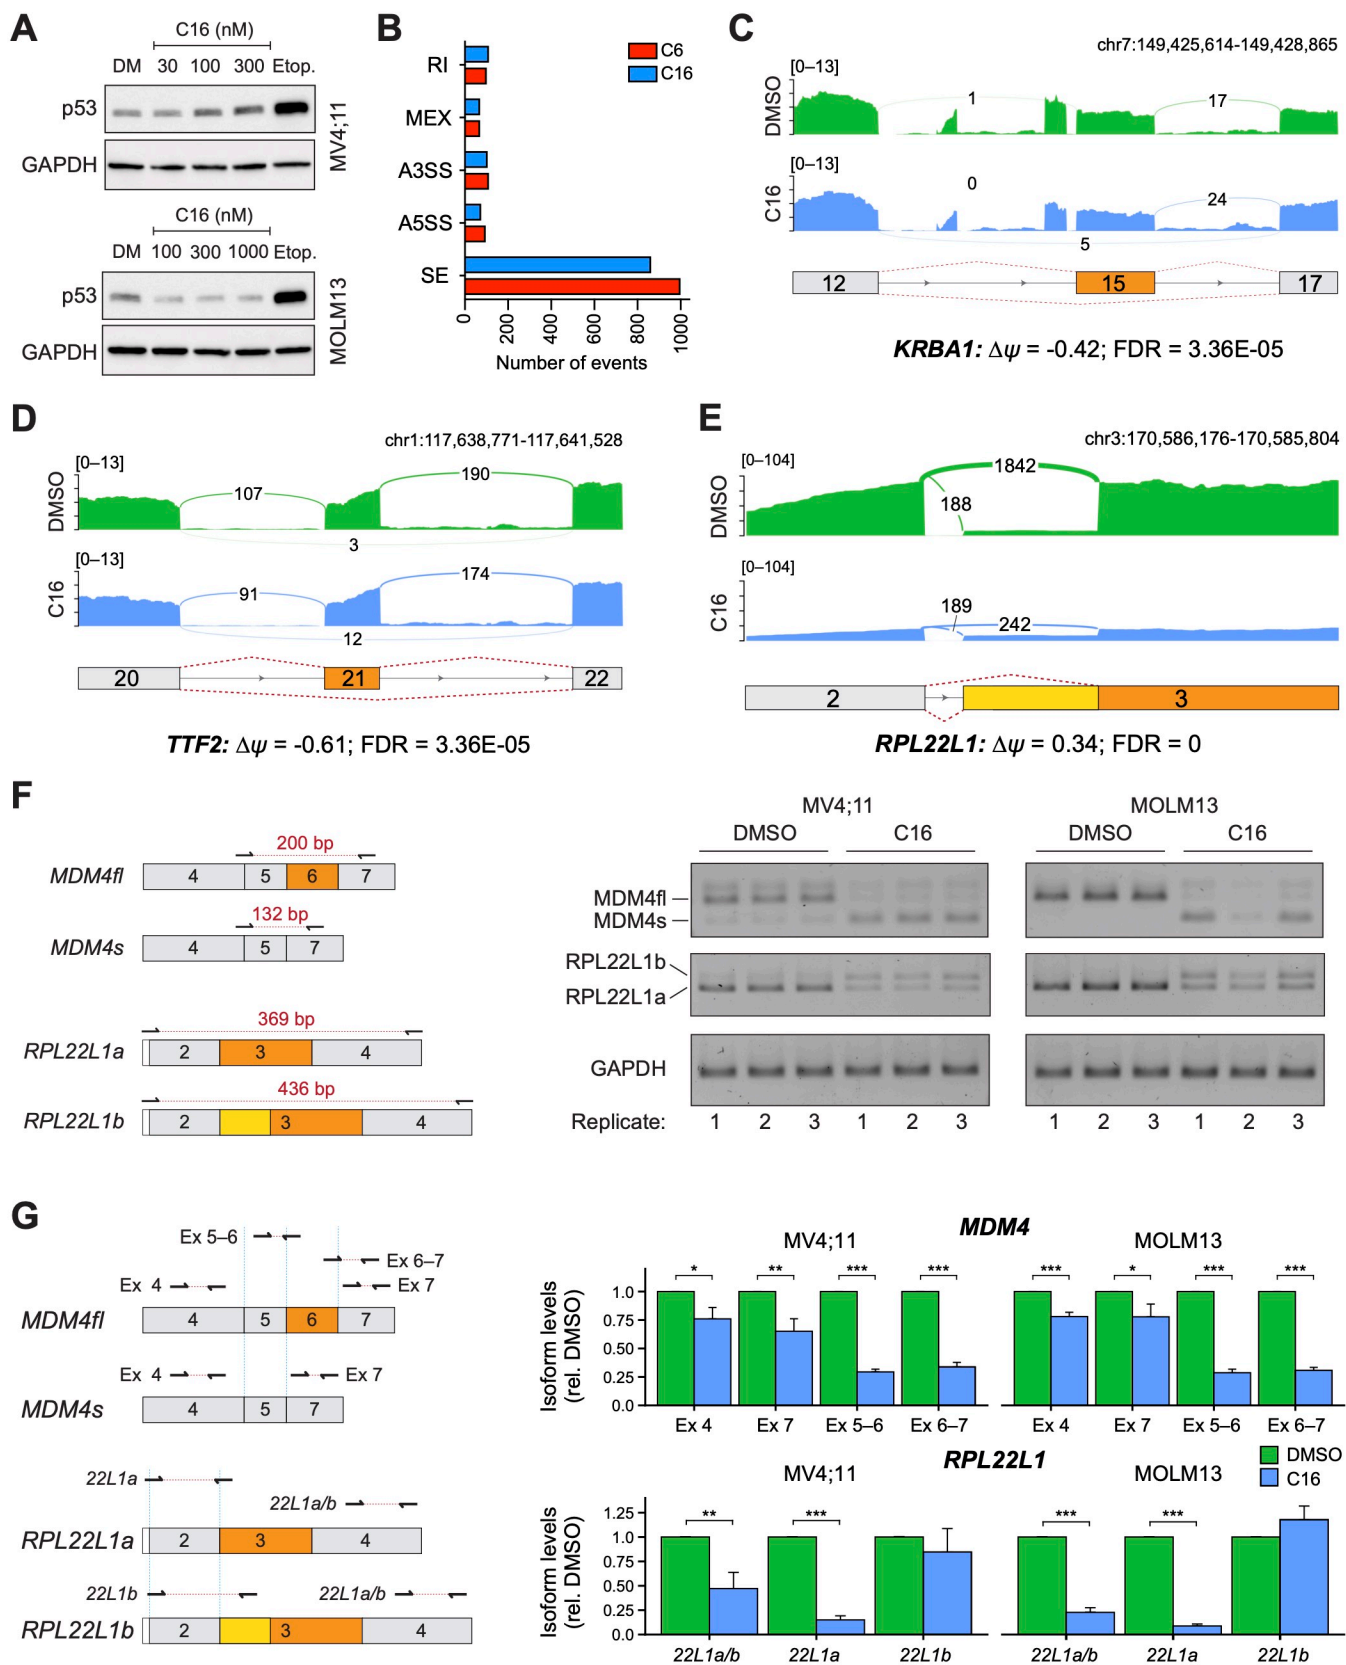 A
C16 (nM)
DM 30 100 300 Etop.
p53
GAPDH
MV4;11
C16 (nM)
DM 100 300 1000 Etop.
p53
GAPDH
MOLM13
B
C6
C16
RI
MEX
A3SS
A5SS
SE
0 200 400 600 800 1000
Number of events
C
chr7:149,425,614-149,428,865
[0–13]
DMSO
1
17
[0–13]
C16
0
24
5
12 15 17
KRBA1: Δψ = -0.42; FDR = 3.36E-05
D
chr1:117,638,771-117,641,528
[0–13]
DMSO
107
190
3
[0–13]
C16
91
174
12
20 21 22
TTF2: Δψ = -0.61; FDR = 3.36E-05
E
chr3:170,586,176-170,585,804
[0–104]
DMSO
1842
188
[0–104]
C16
189
242
2 3
RPL22L1: Δψ = 0.34; FDR = 0
F
200 bp
MDM4fl 4 5 6 7
132 bp
MDM4s 4 5 7
369 bp
RPL22L1a 2 3 4
436 bp
RPL22L1b 2 3 4
MV4;11 MOLM13
DMSO C16 DMSO C16
MDM4fl
MDM4s
RPL22L1b
RPL22L1a
GAPDH
Replicate: 1 2 3 1 2 3 1 2 3 1 2 3
G
Ex 5–6
Ex 6–7
Ex 4 Ex 7
MDM4fl 4 5 6 7
Ex 4 Ex 7
MDM4s 4 5 7
22L1a
22L1a/b
RPL22L1a 2 3 4
22L1b 22L1a/b
RPL22L1b 2 3 4
MDM4
MV4;11 MOLM13
* ** *** *** *** * *** ***
Isoform levels
(rel. DMSO)
1.0
0.75
0.50
0.25
0.0
Ex 4 Ex 7 Ex 5–6 Ex 6–7 Ex 4 Ex 7 Ex 5–6 Ex 6–7
RPL22L1
DMSO
C16
MV4;11 MOLM13
** *** *** ***
Isoform levels
(rel. DMSO)
1.25
1.0
0.75
0.50
0.25
0.0
22L1a/b 22L1a 22L1b 22L1a/b 22L1a 22L1b